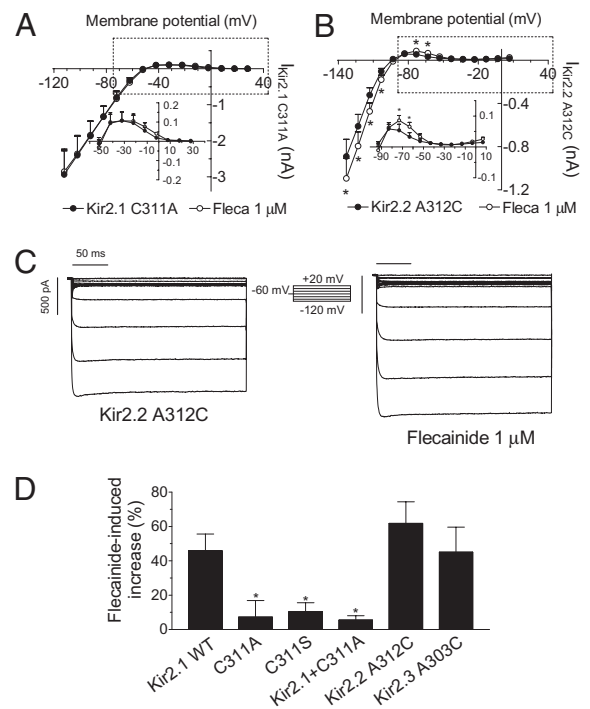 A
Membrane potential (mV)
-120 -80 -40 40
-1
-2
-3
I Kir2.1 C311A (nA)
0.2
0.1
0.0
-0.1
-0.2
-50 -30 -10 10 30
Kir2.1 C311A Fleca 1 µM
B
Membrane potential (mV)
-140 -80 -20 40
-0.4
-0.8
-1.2
I Kir2.2 A312C (nA)
* *
*
*
*
*
* *
0.1
0.0
-0.1
-90 -70 -50 -30 -10 10
Kir2.2 A312C Fleca 1 µM
C
50 ms
500 pA
-60 mV
+20 mV
-120 mV
Kir2.2 A312C
Flecainide 1 µM
D
Flecainide-induced
increase (%)
80
60
40
20
0
* * *
Kir2.1 WT
C311A
C311S
Kir2.1+C311A
Kir2.2 A312C
Kir2.3 A303C